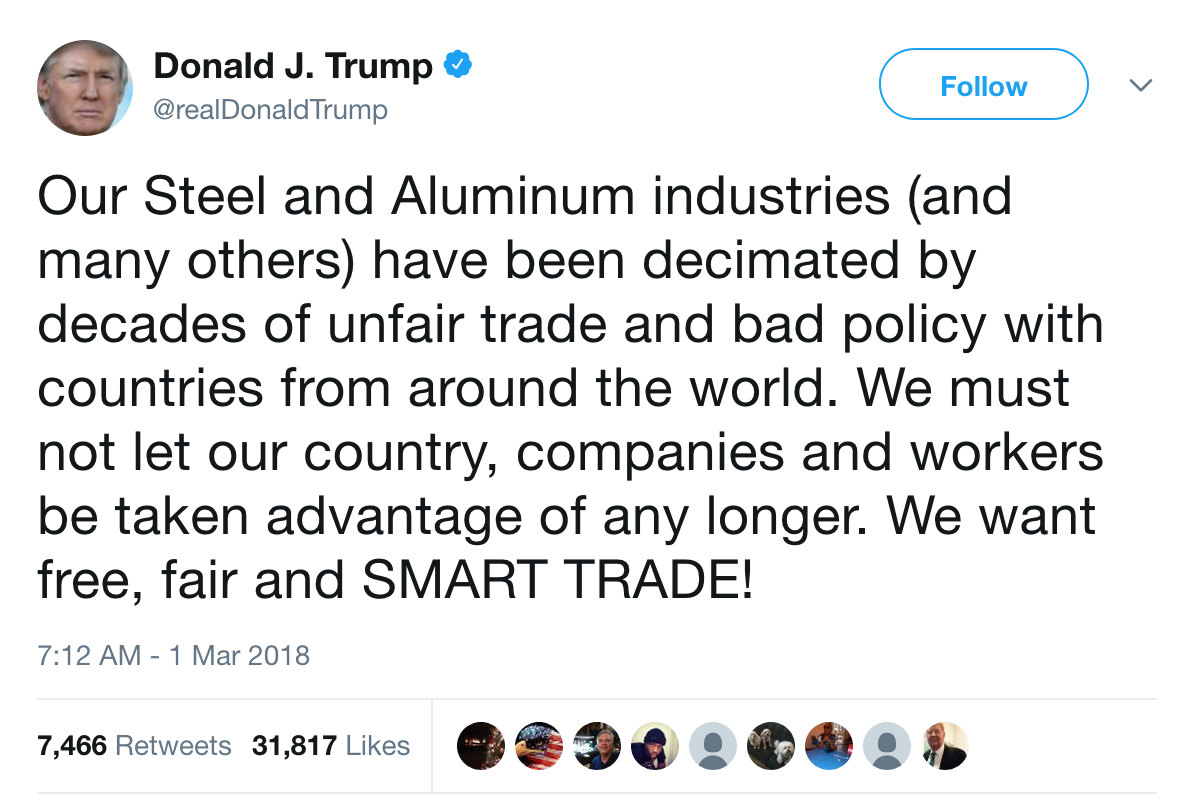 Donald J. Trump
@realDonaldTrump
Follow
Our Steel and Aluminum industries (and
many others) have been decimated by
decades of unfair trade and bad policy with
countries from around the world. We must
not let our country, companies and workers
be taken advantage of any longer. We want
free, fair and SMART TRADE!
7:12 AM - 1 Mar 2018
7,466 Retweets 31,817 Likes